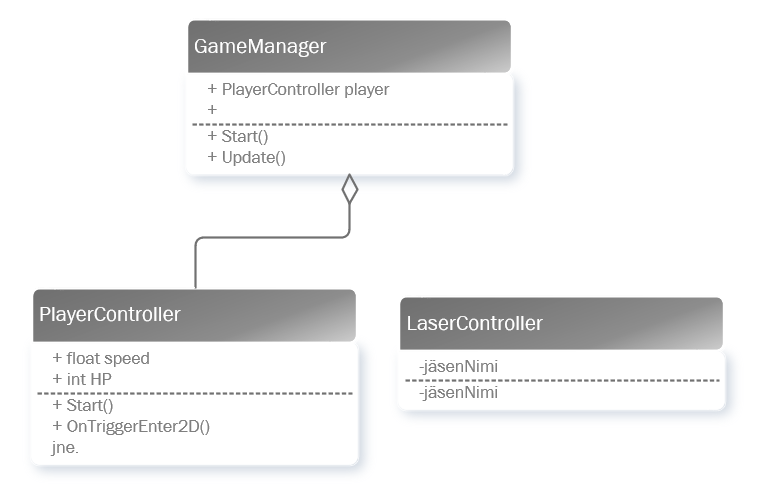 GameManager
+ PlayerController player
+
+ Start()
+ Update()
PlayerController
+ float speed
+ int HP
+ Start()
+ OnTriggerEnter2D()
jne.
LaserController
-jäsenNimi
-jäsenNimi